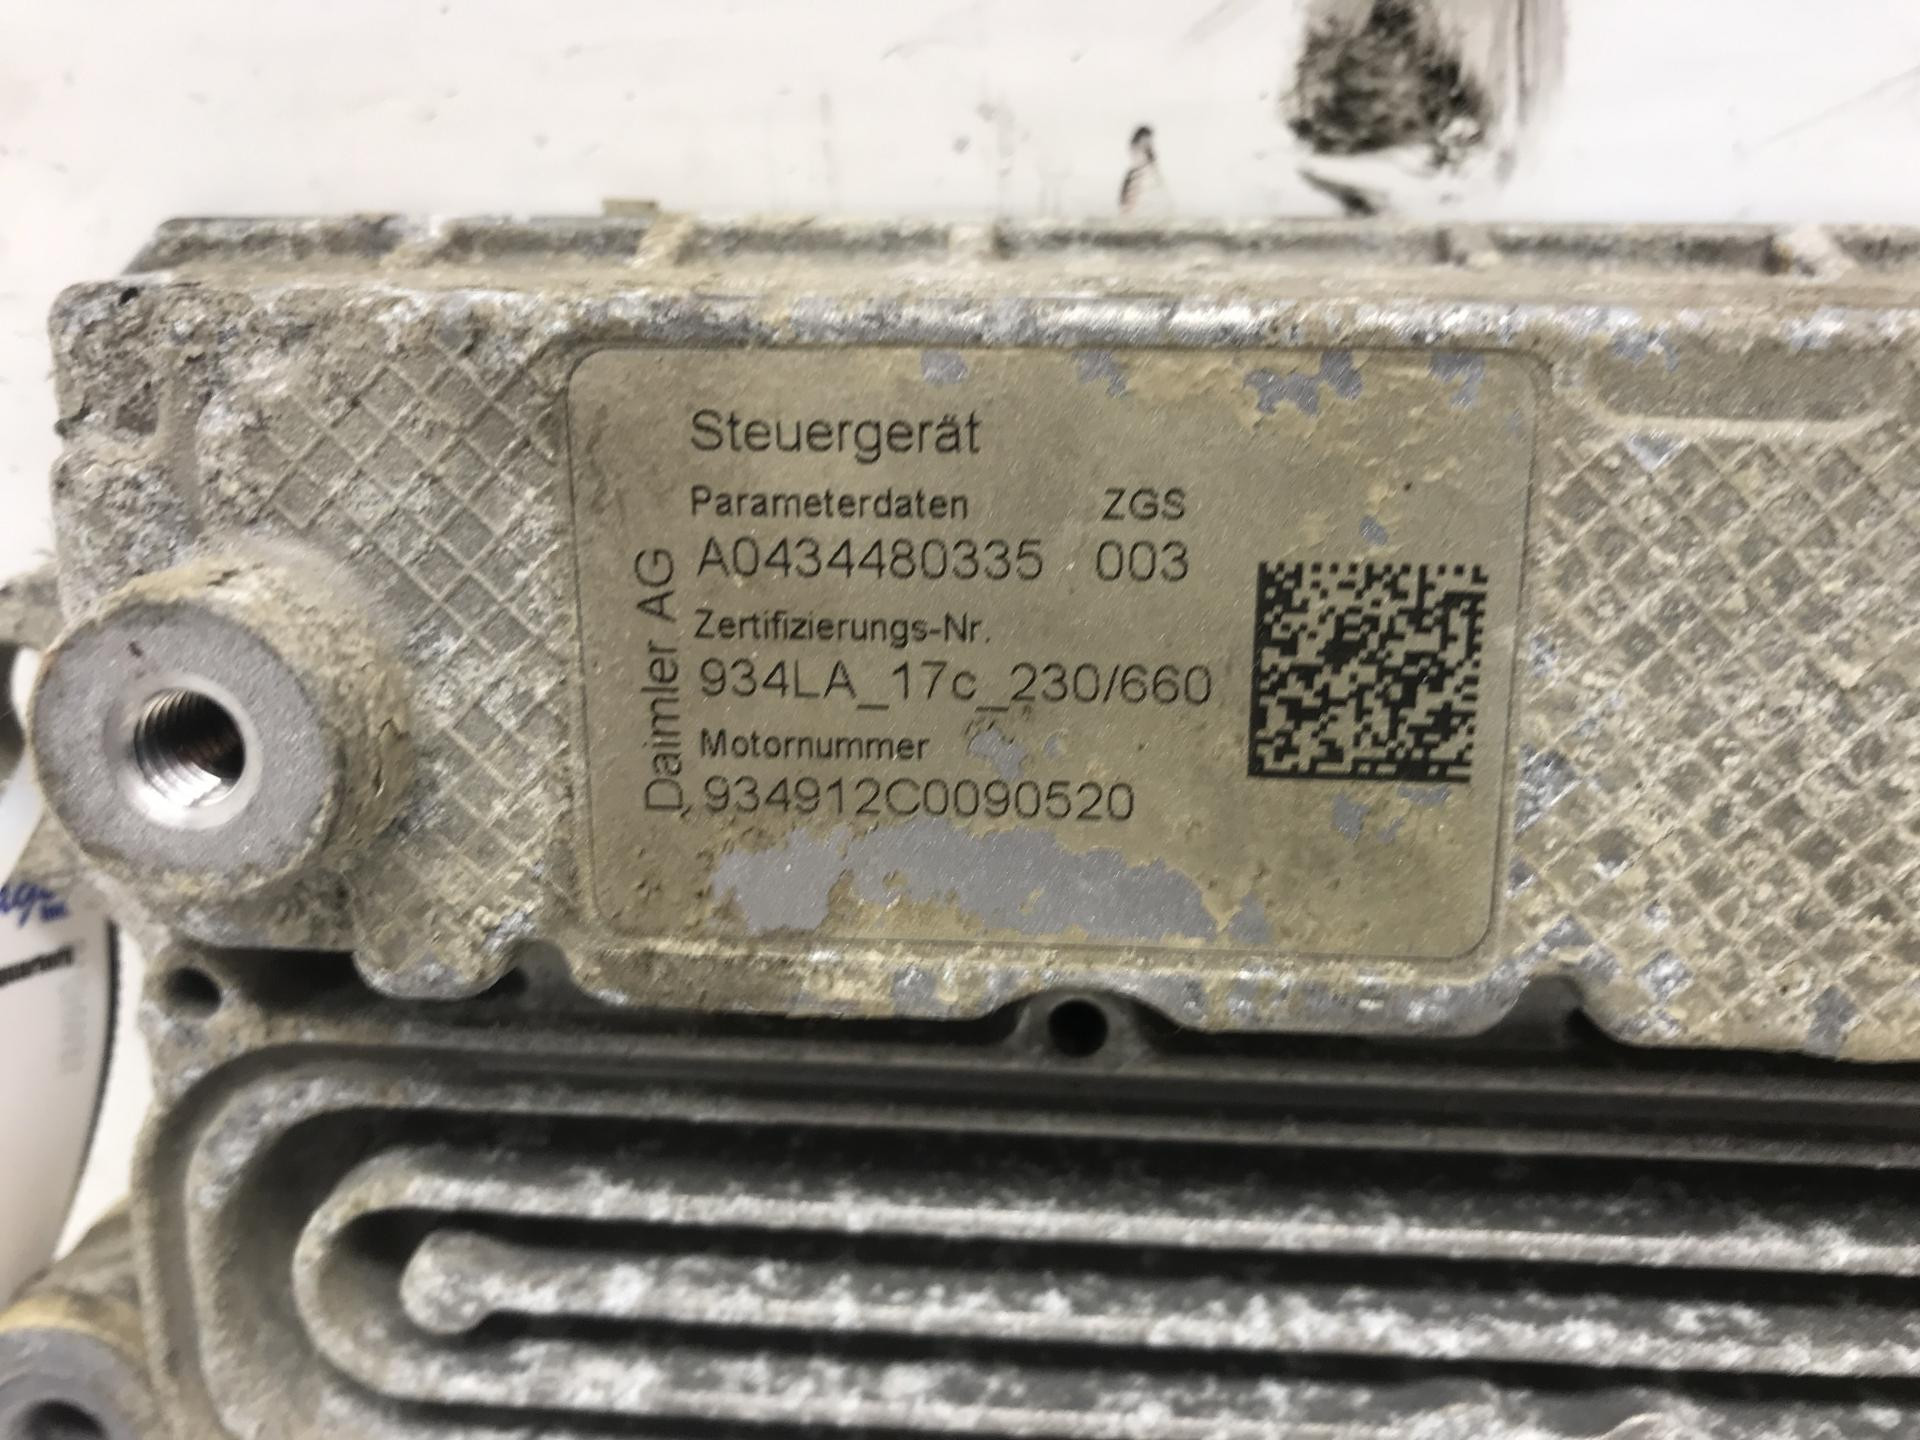 Steuergerät
Parameterdaten ZGS
A0434480335 003
Zertifizierungs-Nr.
934LA_17c_230/660
Motornummer
934912C0090520
Daimler AG